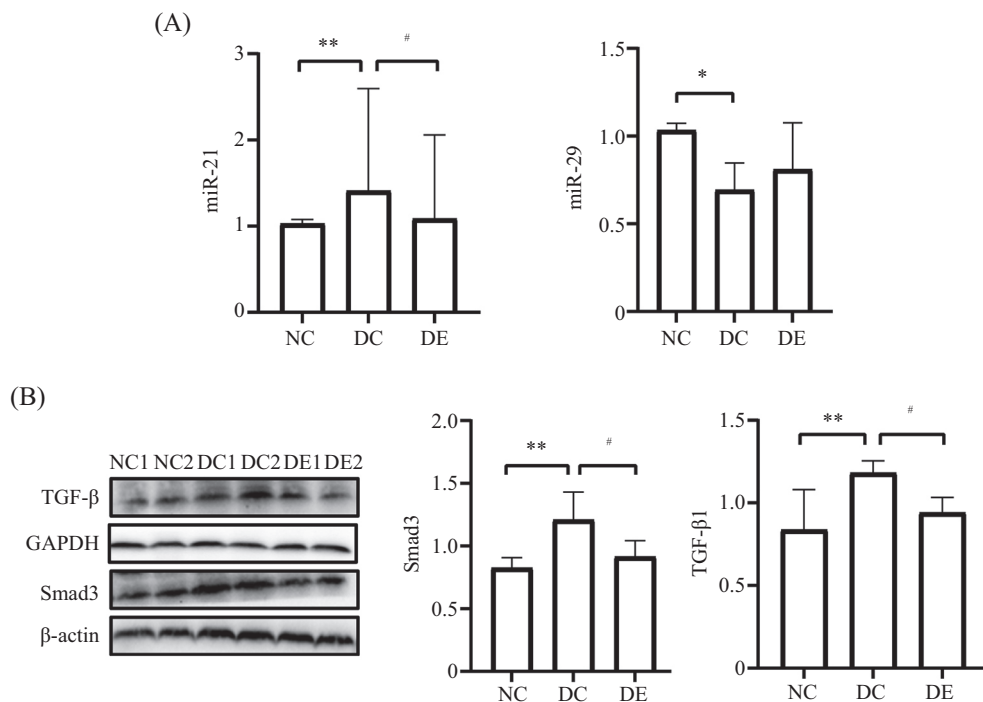 (A)
miR-21
3
2
1
0
**
#
NC DC DE
miR-29
1.5
1.0
0.5
0.0
*
NC DC DE
(B)
NC1 NC2 DC1 DC2 DE1 DE2
TGF-β
GAPDH
Smad3
β-actin
Smad3
2.0
1.5
1.0
0.5
0
**
#
NC DC DE
TGF-β1
1.5
1.0
0.5
0
**
#
NC DC DE